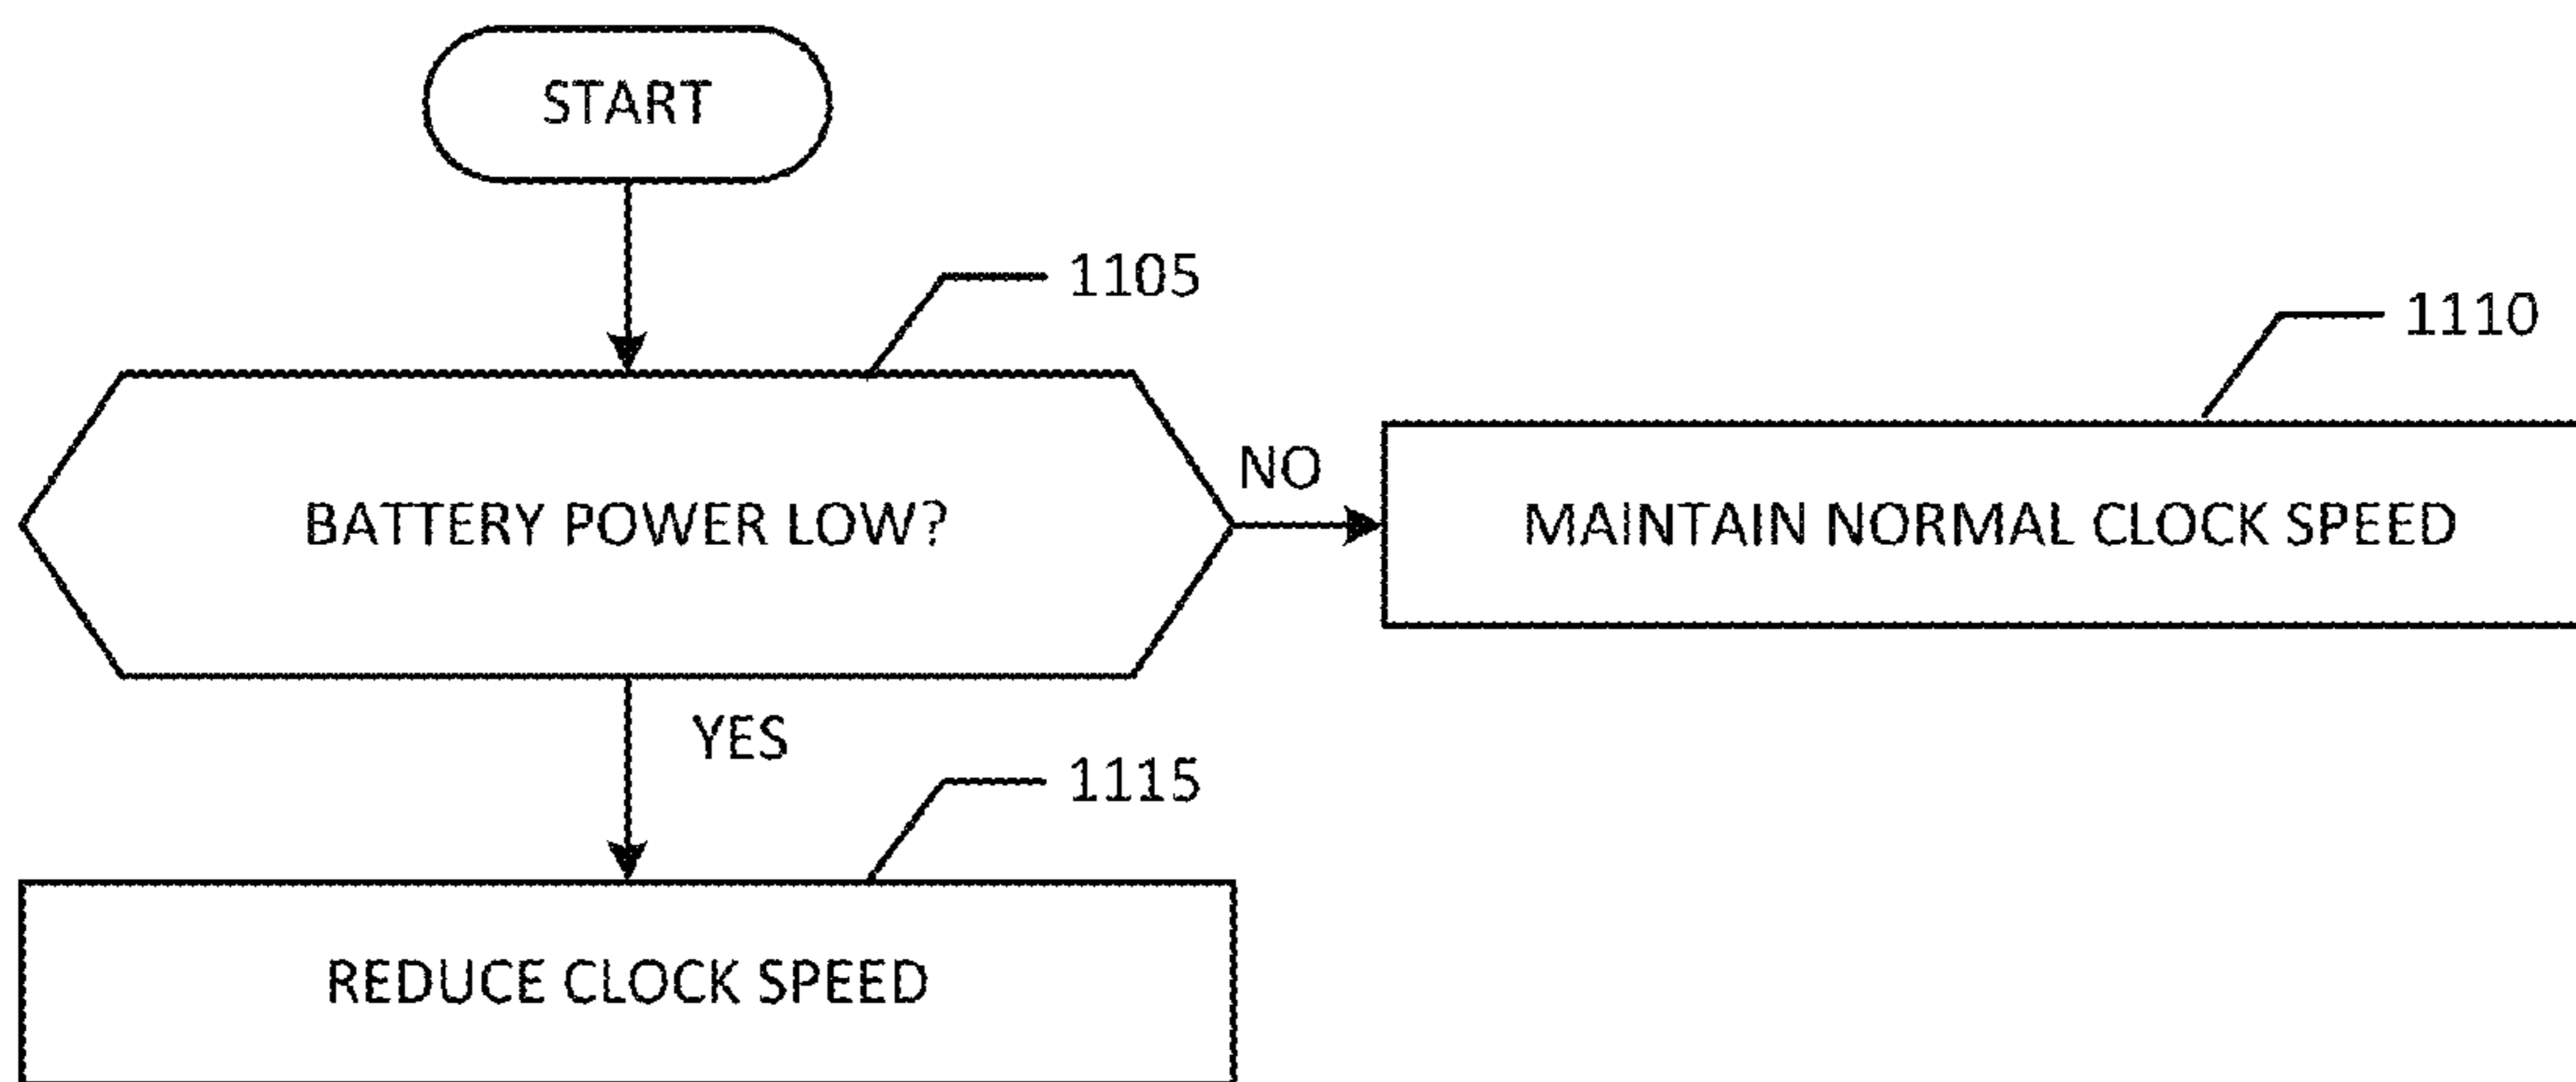 START
1105
1110
BATTERY POWER LOW?
NO
MAINTAIN NORMAL CLOCK SPEED
YES
1115
REDUCE CLOCK SPEED